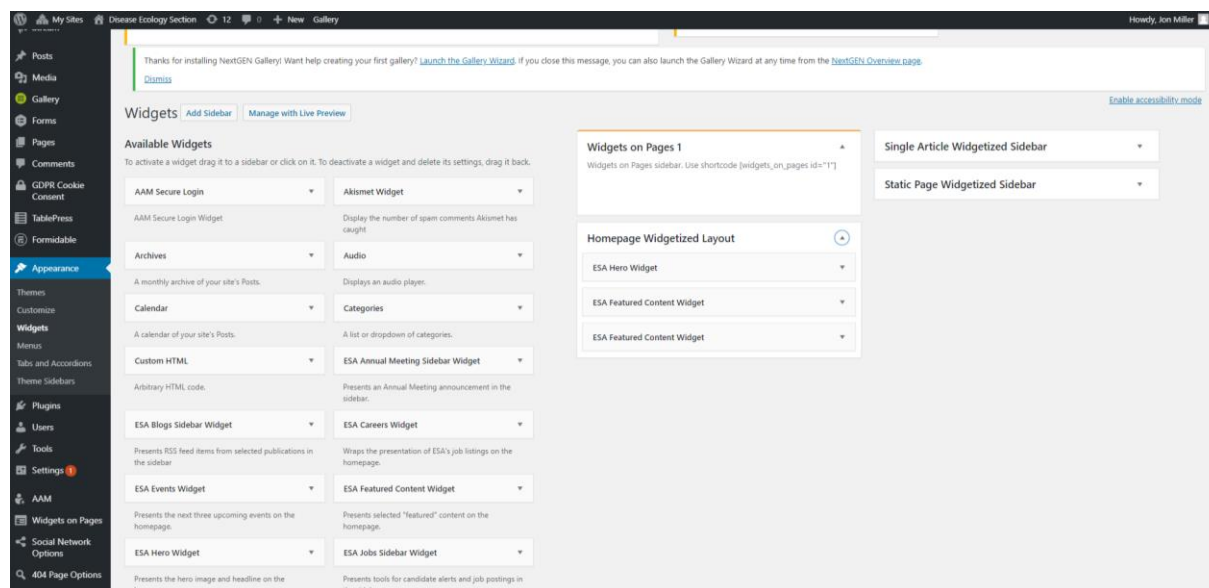 My Sites Disease Ecology Section 12 0 + New Gallery Howdy, Jon Miller
Posts
Media
Gallery
Forms
Pages
Comments
GDPR Cookie
Consent
TablePress
Formidable
Appearance
Themes
Customize
Widgets
Menus
Tabs and Accordions
Theme Sidebars
Plugins
Users
Tools
Settings 1
AAM
Widgets on Pages
Social Network
Options
404 Page Options
Thanks for installing NextGEN Gallery! Want help creating your first gallery? Launch the Gallery Wizard. If you close this message, you can also launch the Gallery Wizard at any time from the NextGEN Overview page.
Dismiss
Enable accessibility mode
Widgets Add Sidebar Manage with Live Preview
Available Widgets
To activate a widget drag it to a sidebar or click on it. To deactivate a widget and delete its settings, drag it back.
AAM Secure Login Akismet Widget
AAM Secure Login Widget Display the number of spam comments Akismet has
caught
Archives Audio
A monthly archive of your site's Posts. Displays an audio player.
Calendar Categories
A calendar of your site's Posts. A list or dropdown of categories.
Custom HTML ESA Annual Meeting Sidebar Widget
Arbitrary HTML code. Presents an Annual Meeting announcement in the
sidebar.
ESA Blogs Sidebar Widget ESA Careers Widget
Presents RSS feed items from selected publications in Wraps the presentation of ESA's job listings on the
the sidebar homepage.
ESA Events Widget ESA Featured Content Widget
Presents the next three upcoming events on the Presents selected "featured" content on the
homepage. homepage.
ESA Hero Widget ESA Jobs Sidebar Widget
Presents the hero image and headline on the Presents tools for candidate alerts and job postings in
Widgets on Pages 1
Widgets on Pages sidebar. Use shortcode [widgets_on_pages id="1"]
Homepage Widgetized Layout
ESA Hero Widget
ESA Featured Content Widget
ESA Featured Content Widget
Single Article Widgetized Sidebar
Static Page Widgetized Sidebar